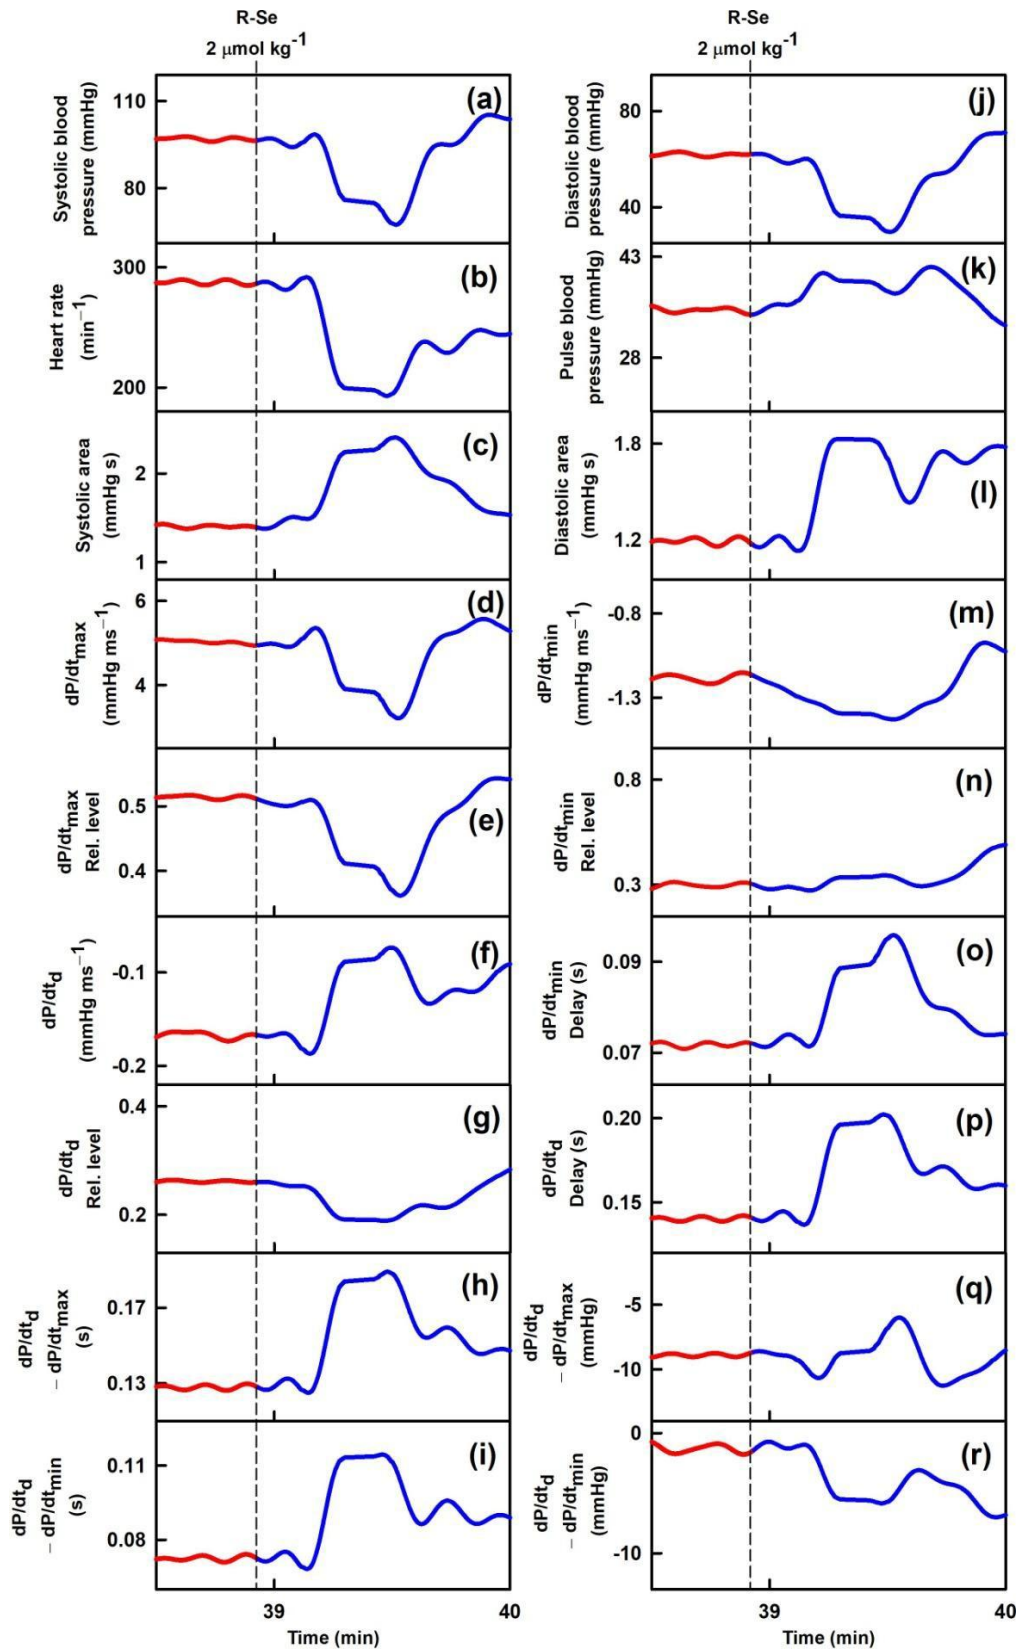 R-Se
2 μmol kg⁻¹
R-Se
2 μmol kg⁻¹
Systolic blood
pressure (mmHg)
110
80
(a)
Heart rate
(min⁻¹)
300
200
(b)
Systolic area
(mmHg s)
2
1
(c)
dP/dtmax
(mmHg ms⁻¹)
6
4
(d)
dP/dtmax
Rel. level
0.5
0.4
(e)
dP/dtd
(mmHg ms⁻¹)
-0.1
-0.2
(f)
dP/dtd
Rel. level
0.4
0.2
(g)
dP/dtd
– dP/dtmax
(s)
0.17
0.13
(h)
dP/dtd
– dP/dtmin
(s)
0.11
0.08
(i)
39
40
Time (min)
Diastolic blood
pressure (mmHg)
80
40
(j)
Pulse blood
pressure (mmHg)
43
28
(k)
Diastolic area
(mmHg s)
1.8
1.2
(l)
dP/dtmin
(mmHg ms⁻¹)
-0.8
-1.3
(m)
dP/dtmin
Rel. level
0.8
0.3
(n)
dP/dtmin
Delay (s)
0.09
0.07
(o)
dP/dtd
Delay (s)
0.20
0.15
(p)
dP/dtd
– dP/dtmax
(mmHg)
-5
-10
(q)
dP/dtd
– dP/dtmin
(mmHg)
0
-10
(r)
39
40
Time (min)